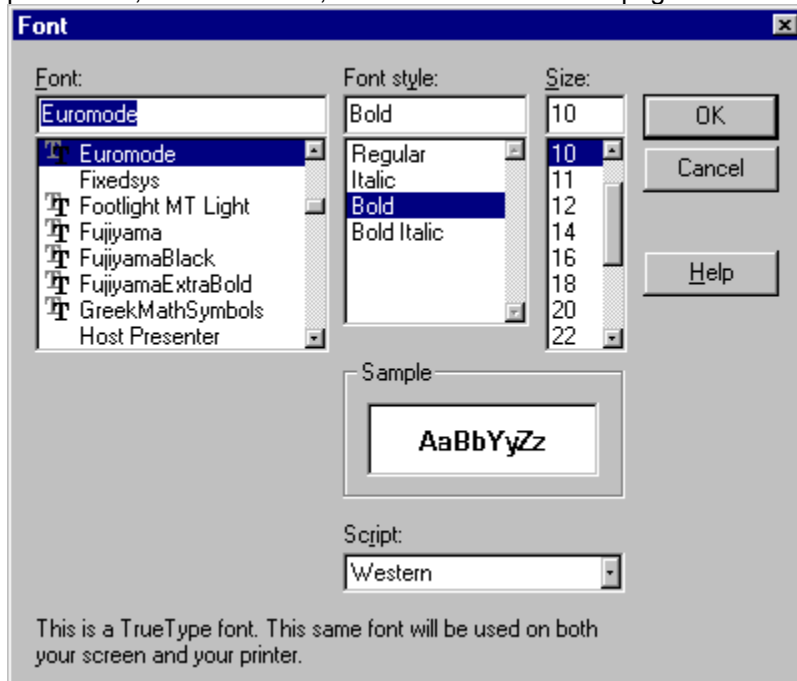 Font
Font:
Euromode
Euromode
Fixedsys
Footlight MT Light
Fujiyama
FujiyamaBlack
FujiyamaExtraBold
GreekMathSymbols
Host Presenter
Font style:
Bold
Regular
Italic
Bold
Bold Italic
Size:
10
10
11
12
14
16
18
20
22
OK
Cancel
Help
Sample
AaBbYyZz
Script:
Western
This is a TrueType font. This same font will be used on both
your screen and your printer.